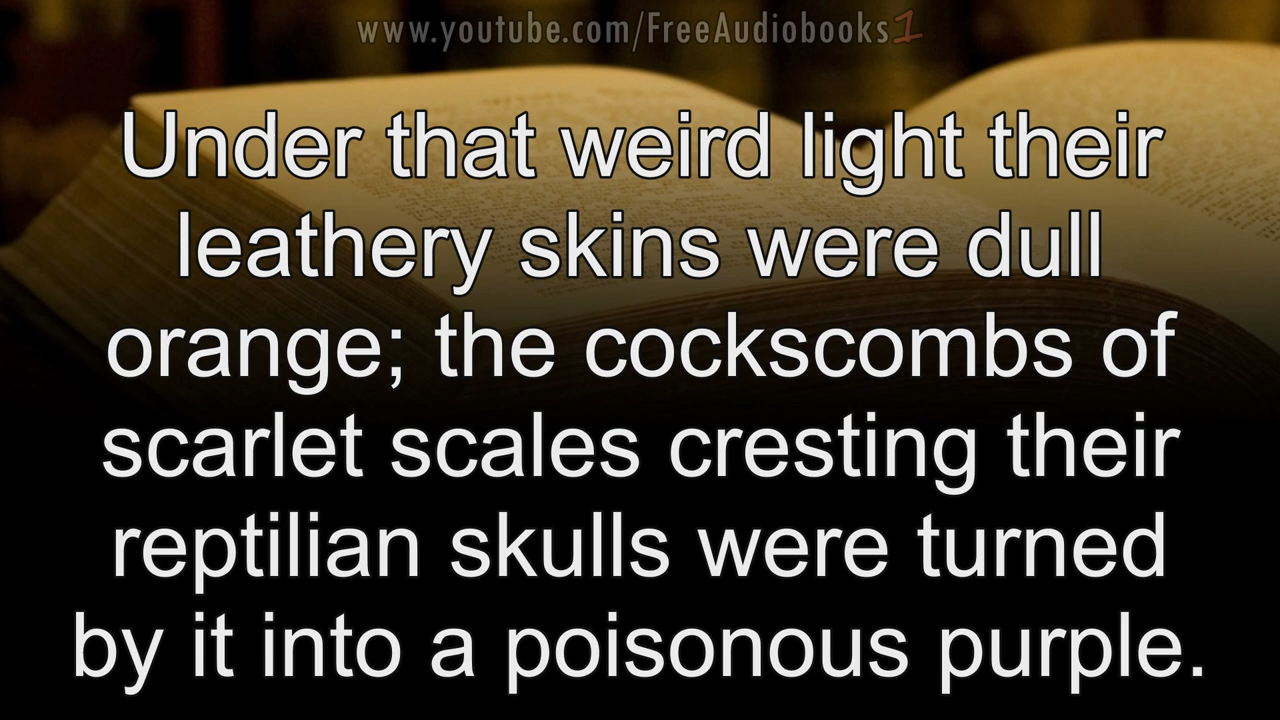 www.youtube.com/FreeAudiobooks1
Under that weird light their
leathery skins were dull
orange; the cockscombs of
scarlet scales cresting their
reptilian skulls were turned
by it into a poisonous purple.